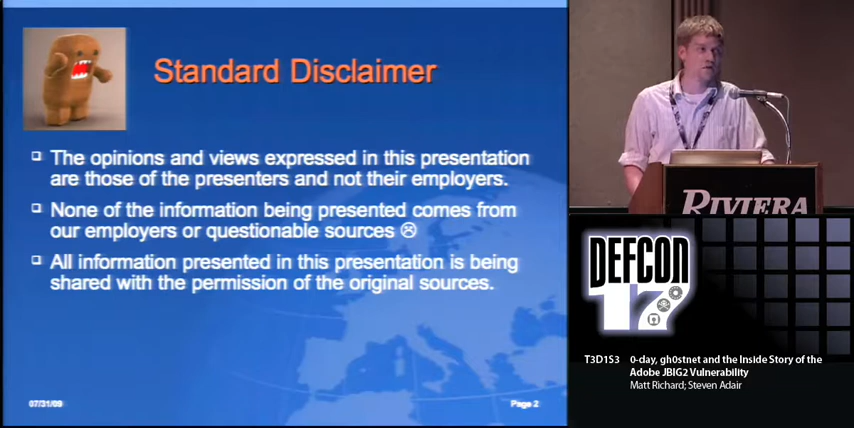 Standard Disclaimer
❑ The opinions and views expressed in this presentation
are those of the presenters and not their employers.
❑ None of the information being presented comes from
our employers or questionable sources ☹
❑ All information presented in this presentation is being
shared with the permission of the original sources.
07/31/09
Page 2
RIVIERA
DEFCON
17
T3D1S3 0-day, gh0stnet and the Inside Story of the
Adobe JBIG2 Vulnerability
Matt Richard; Steven Adair